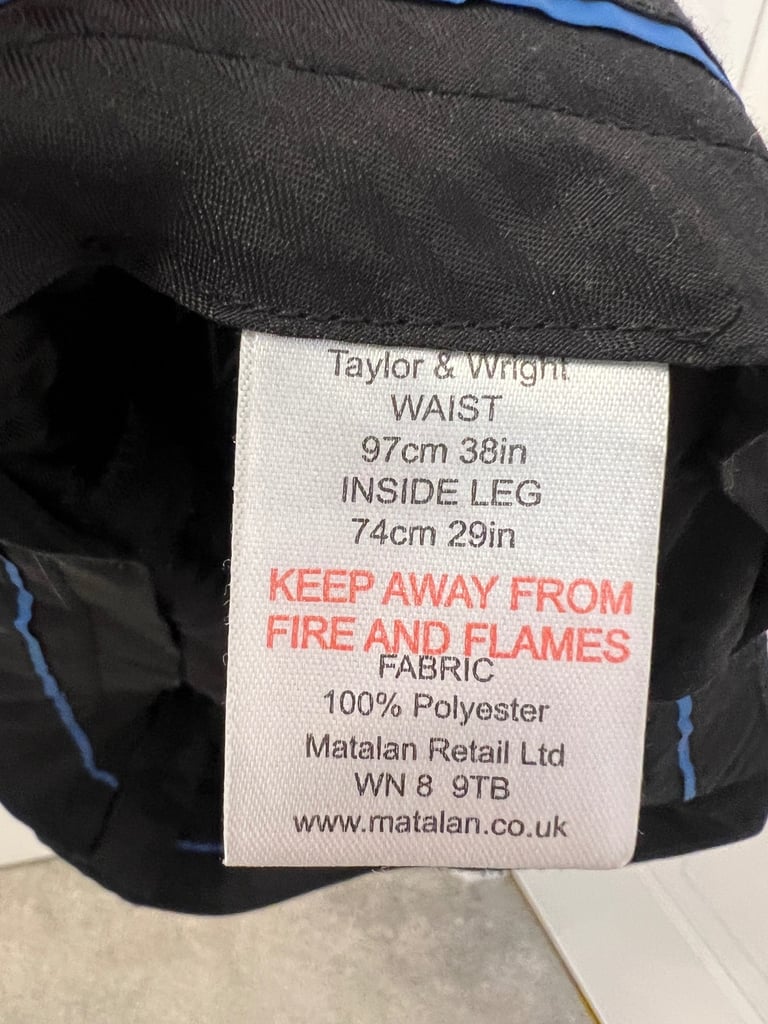 Taylor & Wright
WAIST
97cm 38in
INSIDE LEG
74cm 29in
KEEP AWAY FROM
FIRE AND FLAMES
FABRIC
100% Polyester
Matalan Retail Ltd
WN 8 9TB
www.matalan.co.uk